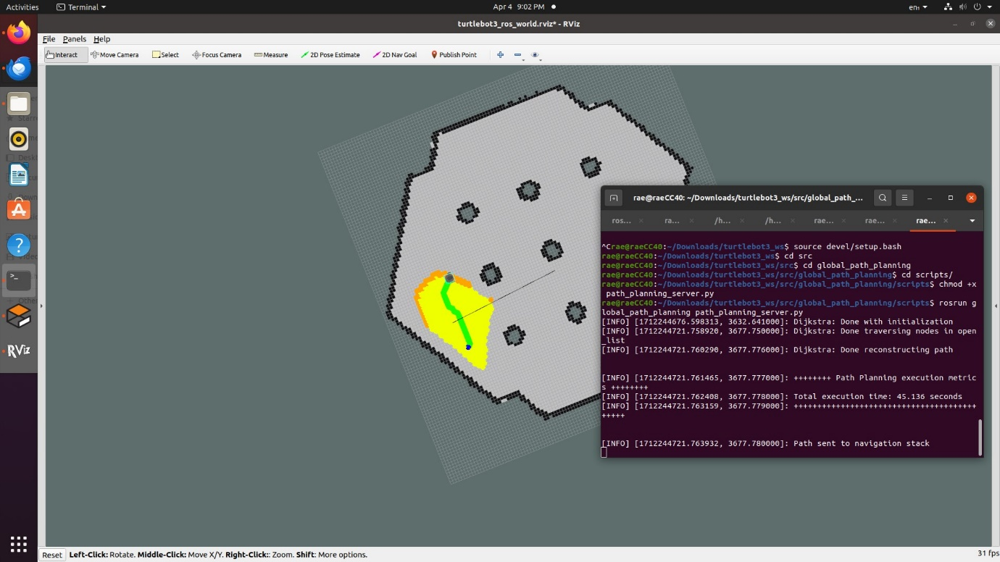 Activities
Terminal
Apr 4 9:02 PM
en₁
turtlebot3_ros_world.rviz* - RViz
File Panels Help
Interact Move Camera Select Focus Camera Measure 2D Pose Estimate 2D Nav Goal Publish Point
rae@raeCC40: ~/Downloads/turtlebot3_ws/src/global_path_...
ros... ra... /h... /h... rae... rae... rae...
^Crae@raeCC40:~/Downloads/turtlebot3_ws$ source devel/setup.bash
rae@raeCC40:~/Downloads/turtlebot3_ws$ cd src
rae@raeCC40:~/Downloads/turtlebot3_ws/src$ cd global_path_planning
rae@raeCC40:~/Downloads/turtlebot3_ws/src/global_path_planning$ cd scripts/
rae@raeCC40:~/Downloads/turtlebot3_ws/src/global_path_planning/scripts$ chmod +x
path_planning_server.py
rae@raeCC40:~/Downloads/turtlebot3_ws/src/global_path_planning/scripts$ rosrun g
lobal_path_planning path_planning_server.py
[INFO] [1712244676.598313, 3632.641000]: Dijkstra: Done with initialization
[INFO] [1712244721.758920, 3677.750000]: Dijkstra: Done traversing nodes in open
_list
[INFO] [1712244721.760290, 3677.776000]: Dijkstra: Done reconstructing path
[INFO] [1712244721.761465, 3677.777000]: ++++++++ Path Planning execution metric
s ++++++++
[INFO] [1712244721.762408, 3677.778000]: Total execution time: 45.136 seconds
[INFO] [1712244721.763159, 3677.779000]: +++++++++++++++++++++++++++++++++++++++
+++++
[INFO] [1712244721.763932, 3677.780000]: Path sent to navigation stack
RViz
Reset Left-Click: Rotate. Middle-Click: Move X/Y. Right-Click:: Zoom. Shift: More options.
31 fps